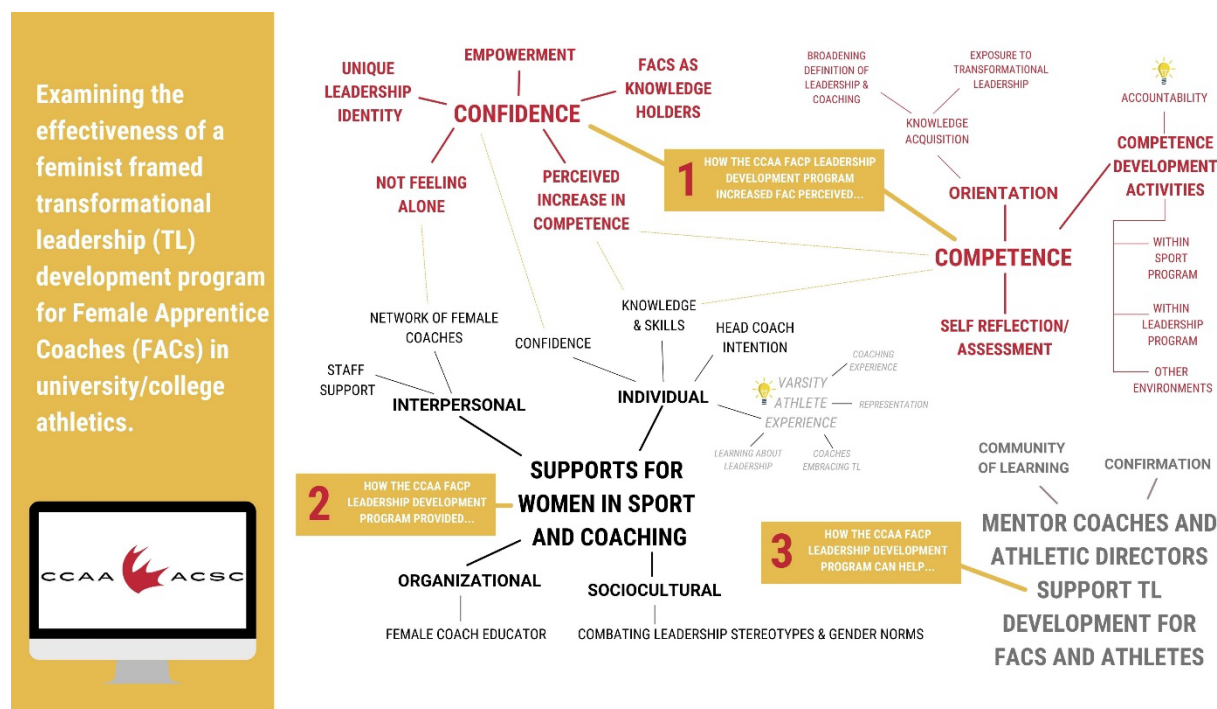 Examining the
effectiveness of a
feminist framed
transformational
leadership (TL)
development program
for Female Apprentice
Coaches (FACs) in
university/college
athletics.
CCAA ACSC
EMPOWERMENT
UNIQUE
LEADERSHIP
IDENTITY
FACS AS
KNOWLEDGE
HOLDERS
CONFIDENCE
NOT FEELING
ALONE
PERCEIVED
INCREASE IN
COMPETENCE
1
HOW THE CCAA FACP LEADERSHIP
DEVELOPMENT PROGRAM
INCREASED FAC PERCEIVED...
BROADENING
DEFINITION OF
LEADERSHIP &
COACHING
EXPOSURE TO
TRANSFORMATIONAL
LEADERSHIP
KNOWLEDGE
ACQUISITION
ORIENTATION
COMPETENCE
SELF REFLECTION/
ASSESSMENT
ACCOUNTABILITY
COMPETENCE
DEVELOPMENT
ACTIVITIES
WITHIN
SPORT
PROGRAM
WITHIN
LEADERSHIP
PROGRAM
OTHER
ENVIRONMENTS
NETWORK OF FEMALE
COACHES
STAFF
SUPPORT
INTERPERSONAL
CONFIDENCE
KNOWLEDGE
& SKILLS
HEAD COACH
INTENTION
INDIVIDUAL
VARSITY
ATHLETE
EXPERIENCE
COACHING
EXPERIENCE
REPRESENTATION
LEARNING ABOUT
LEADERSHIP
COACHES
EMBRACING TL
2
HOW THE CCAA FACP
LEADERSHIP DEVELOPMENT
PROGRAM PROVIDED...
SUPPORTS FOR
WOMEN IN SPORT
AND COACHING
ORGANIZATIONAL
FEMALE COACH EDUCATOR
SOCIOCULTURAL
COMBATING LEADERSHIP STEREOTYPES & GENDER NORMS
3
HOW THE CCAA FACP
LEADERSHIP DEVELOPMENT
PROGRAM CAN HELP...
COMMUNITY
OF LEARNING
CONFIRMATION
MENTOR COACHES AND
ATHLETIC DIRECTORS
SUPPORT TL
DEVELOPMENT FOR
FACS AND ATHLETES